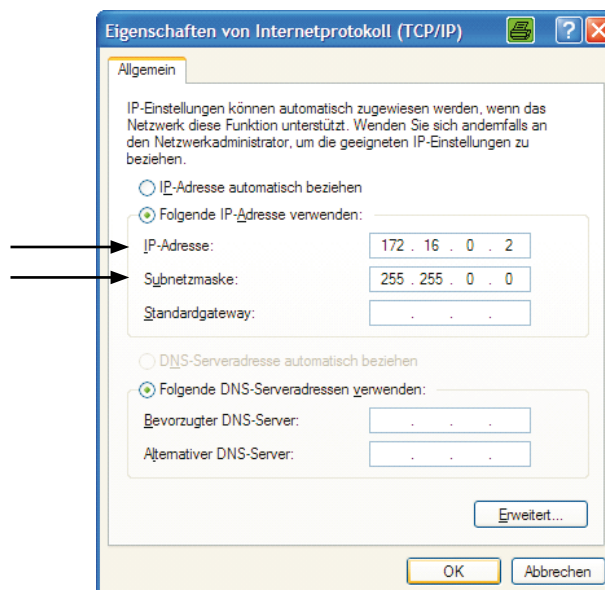 Eigenschaften von Internetprotokoll (TCP/IP)
Allgemein
IP-Einstellungen können automatisch zugewiesen werden, wenn das
Netzwerk diese Funktion unterstützt. Wenden Sie sich andernfalls an
den Netzwerkadministrator, um die geeigneten IP-Einstellungen zu
beziehen.
IP-Adresse automatisch beziehen
Folgende IP-Adresse verwenden:
IP-Adresse: 172 . 16 . 0 . 2
Subnetzmaske: 255 . 255 . 0 . 0
Standardgateway: . . .
DNS-Serveradresse automatisch beziehen
Folgende DNS-Serveradressen verwenden:
Bevorzugter DNS-Server: . . .
Alternativer DNS-Server: . . .
Erweitert...
OK Abbrechen